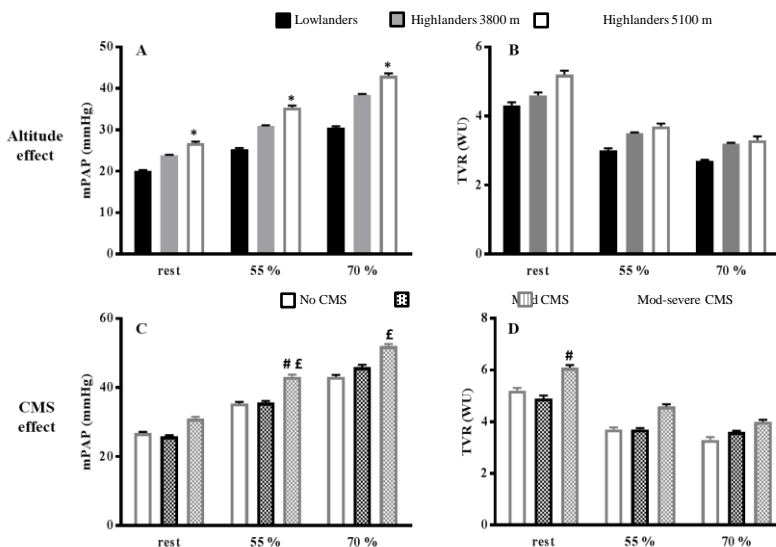 Lowlanders Highlanders 3800 m Highlanders 5100 m
A
B
Altitude effect
mPAP (mmHg)
50
40
30
20
10
0
* * *
rest 55 % 70 %
TVR (WU)
6
4
2
0
rest 55 % 70 %
No CMS CMS Mod-severe CMS
C
D
CMS effect
mPAP (mmHg)
60
40
20
0
# £ £
rest 55 % 70 %
TVR (WU)
8
6
4
2
0
#
rest 55 % 70 %